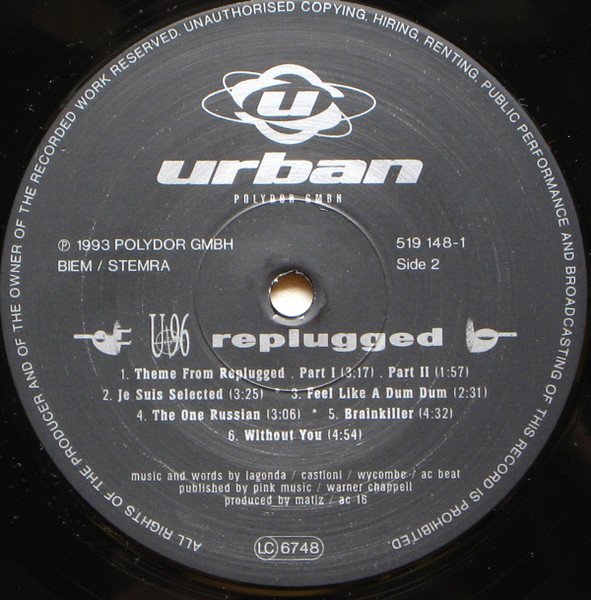 ALL RIGHTS OF THE PRODUCER AND OF THE OWNER OF THE RECORDED WORK RESERVED. UNAUTHORISED COPYING, HIRING, RENTING, PUBLIC PERFORMANCE AND BROADCASTING OF THIS RECORD IS PROHIBITED.
u
urban
POLYDOR GMBH
℗ 1993 POLYDOR GMBH
519 148-1
BIEM / STEMRA
Side 2
U96 replugged
1. Theme From Replugged . Part I (3:17) . Part II (1:57)
2. Je Suis Selected (3:25) 3. Feel Like A Dum Dum (2:31)
4. The One Russian (3:06) * 5. Brainkiller (4:32)
6. Without You (4:54)
music and words by lagonda / castioni / wycombe / ac beat
published by pink music / warner chappell
produced by matiz / ac 16
LC 6748